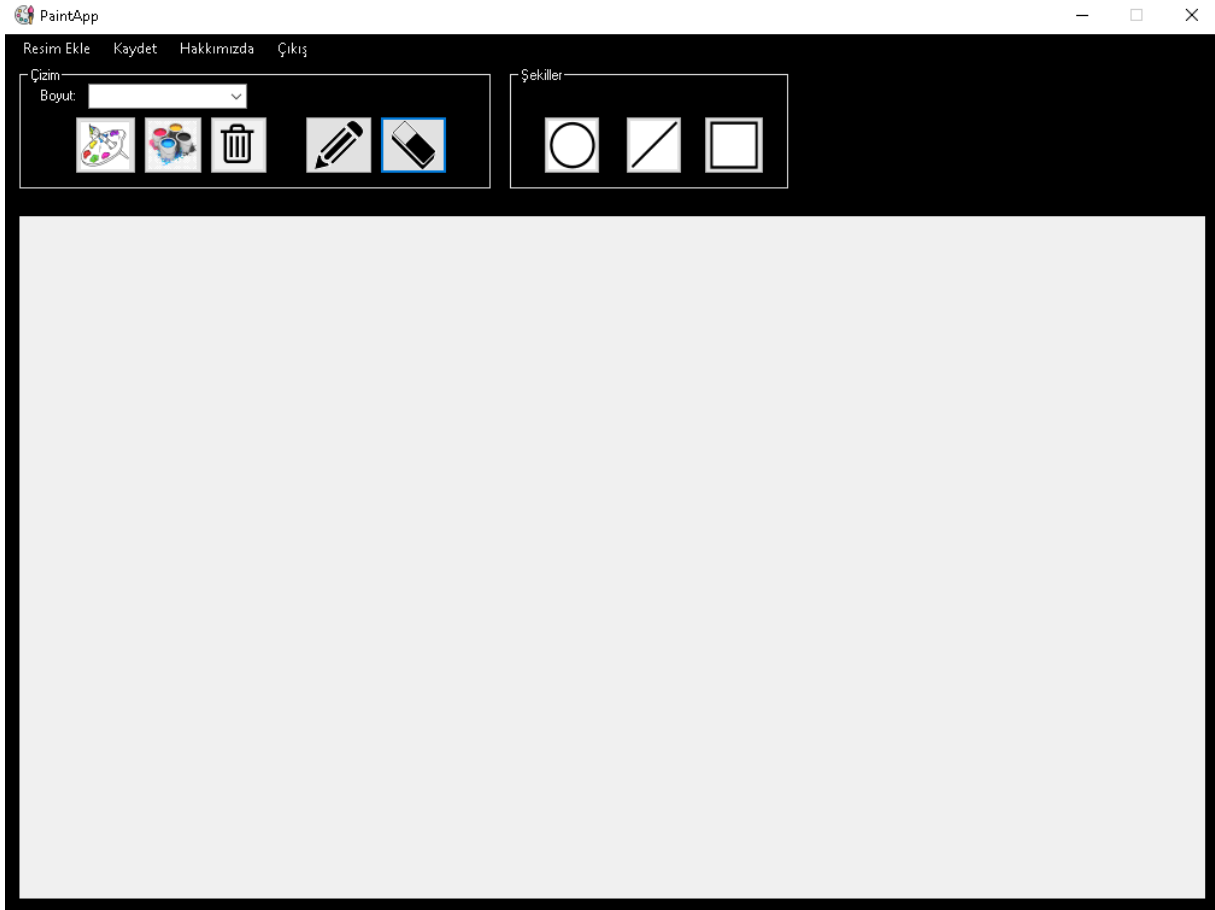 PaintApp
Resim Ekle Kaydet Hakkımızda Çıkış
Çizim
Boyut:
Şekiller